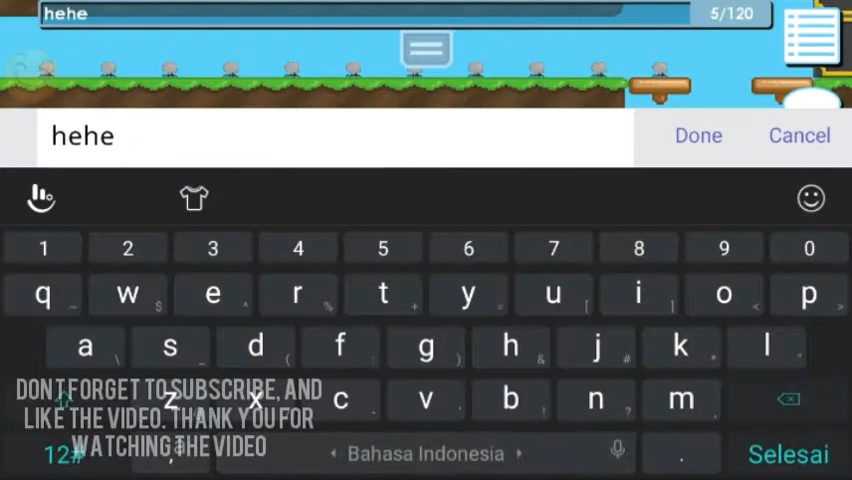 hehe 5/120
hehe Done Cancel
1 2 3 4 5 6 7 8 9 0
q w e r t y u i o p
~ $ ^ % + [ ] < >
a s d f g h j k l
\ _ ( : ) & # * "
z x c v b n m
, . ! ? ,
DON'T FORGET TO SUBSCRIBE, AND
LIKE THE VIDEO. THANK YOU FOR
WATCHING THE VIDEO
12# , Bahasa Indonesia . Selesai